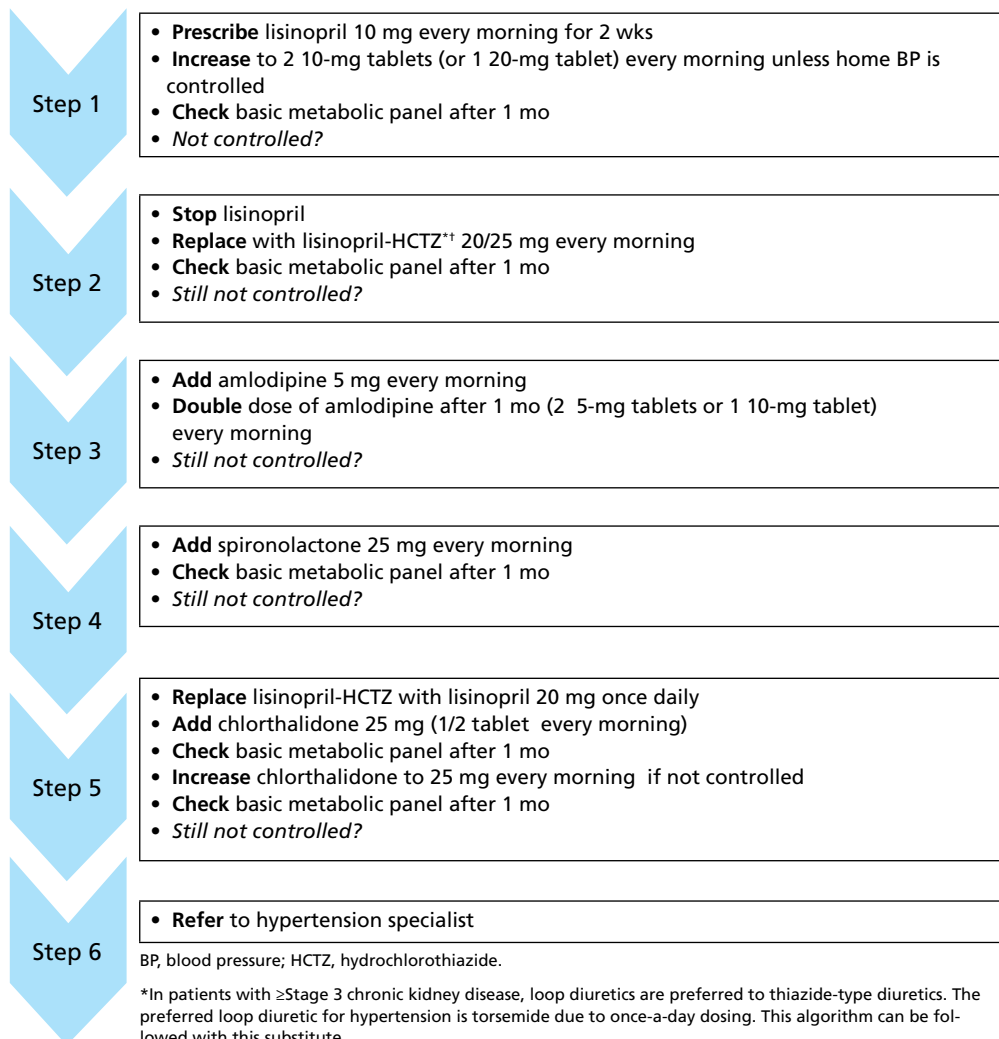 Step 1
• Prescribe lisinopril 10 mg every morning for 2 wks
• Increase to 2 10-mg tablets (or 1 20-mg tablet) every morning unless home BP is
controlled
• Check basic metabolic panel after 1 mo
• Not controlled?
Step 2
• Stop lisinopril
• Replace with lisinopril-HCTZ*† 20/25 mg every morning
• Check basic metabolic panel after 1 mo
• Still not controlled?
Step 3
• Add amlodipine 5 mg every morning
• Double dose of amlodipine after 1 mo (2 5-mg tablets or 1 10-mg tablet)
every morning
• Still not controlled?
Step 4
• Add spironolactone 25 mg every morning
• Check basic metabolic panel after 1 mo
• Still not controlled?
Step 5
• Replace lisinopril-HCTZ with lisinopril 20 mg once daily
• Add chlorthalidone 25 mg (1/2 tablet every morning)
• Check basic metabolic panel after 1 mo
• Increase chlorthalidone to 25 mg every morning if not controlled
• Check basic metabolic panel after 1 mo
• Still not controlled?
Step 6
• Refer to hypertension specialist
BP, blood pressure; HCTZ, hydrochlorothiazide.
*In patients with ≥Stage 3 chronic kidney disease, loop diuretics are preferred to thiazide-type diuretics. The
preferred loop diuretic for hypertension is torsemide due to once-a-day dosing. This algorithm can be fol-
lowed with this substitute.